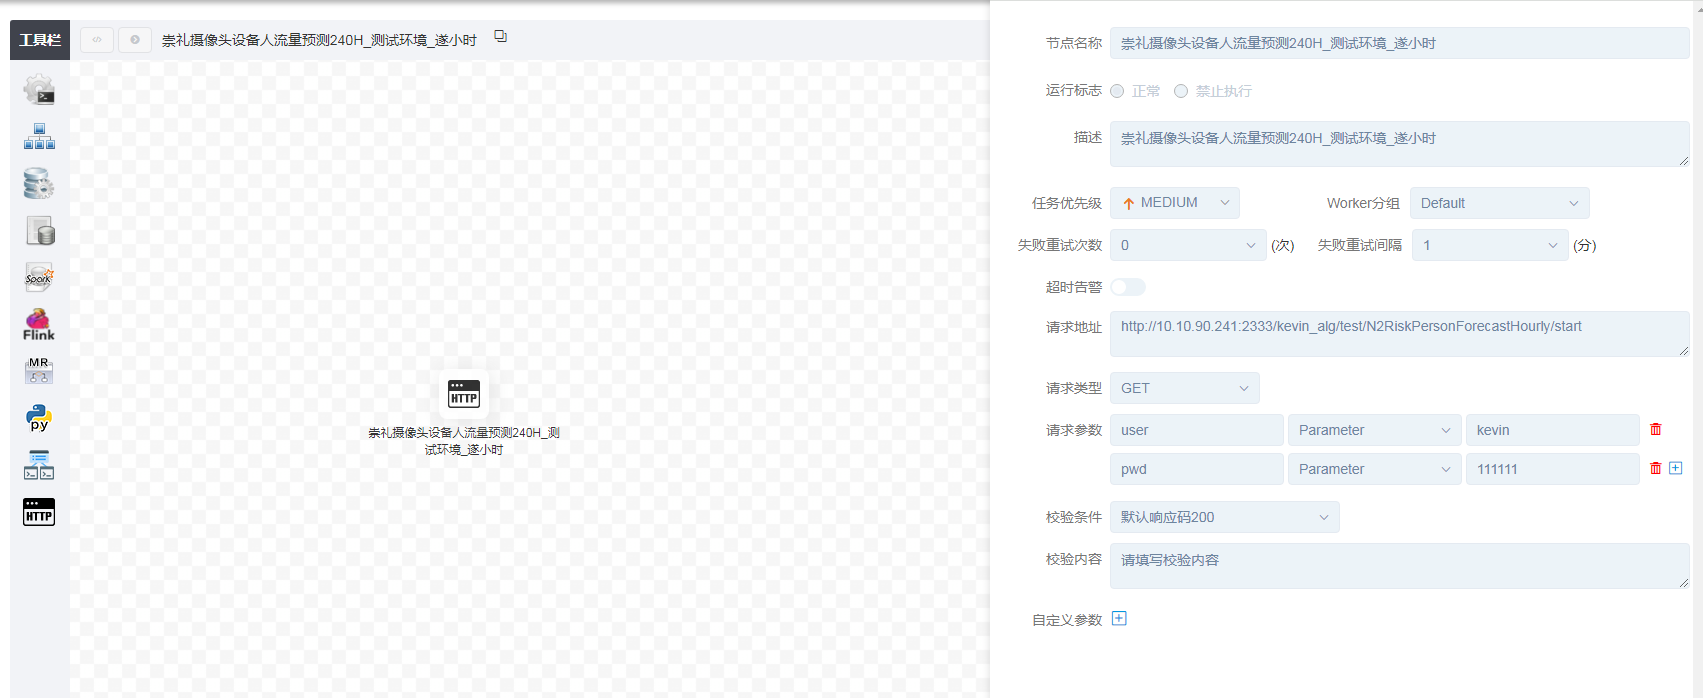 工具栏
崇礼摄像头设备人流量预测240H_测试环境_遂小时
Spark
Flink
MR
py
HTTP
HTTP
崇礼摄像头设备人流量预测240H_测
试环境_遂小时
节点名称 崇礼摄像头设备人流量预测240H_测试环境_遂小时
运行标志 正常 禁止执行
描述 崇礼摄像头设备人流量预测240H_测试环境_遂小时
任务优先级 MEDIUM Worker分组 Default
失败重试次数 0 (次) 失败重试间隔 1 (分)
超时告警
请求地址 http://10.10.90.241:2333/kevin_alg/test/N2RiskPersonForecastHourly/start
请求类型 GET
请求参数 user Parameter kevin
pwd Parameter 111111
校验条件 默认响应码200
校验内容 请填写校验内容
自定义参数